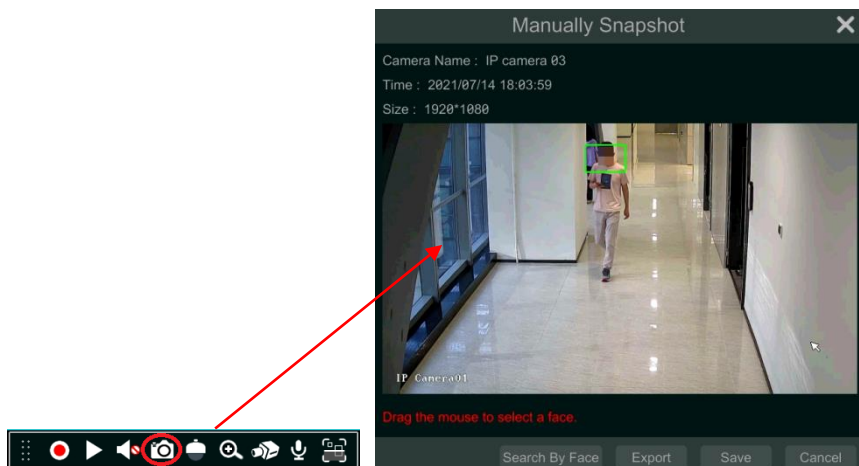 Manually Snapshot
Camera Name : IP camera 03
Time : 2021/07/14 18:03:59
Size : 1920*1080
IP Camera01
Drag the mouse to select a face.
Search By Face Export Save Cancel